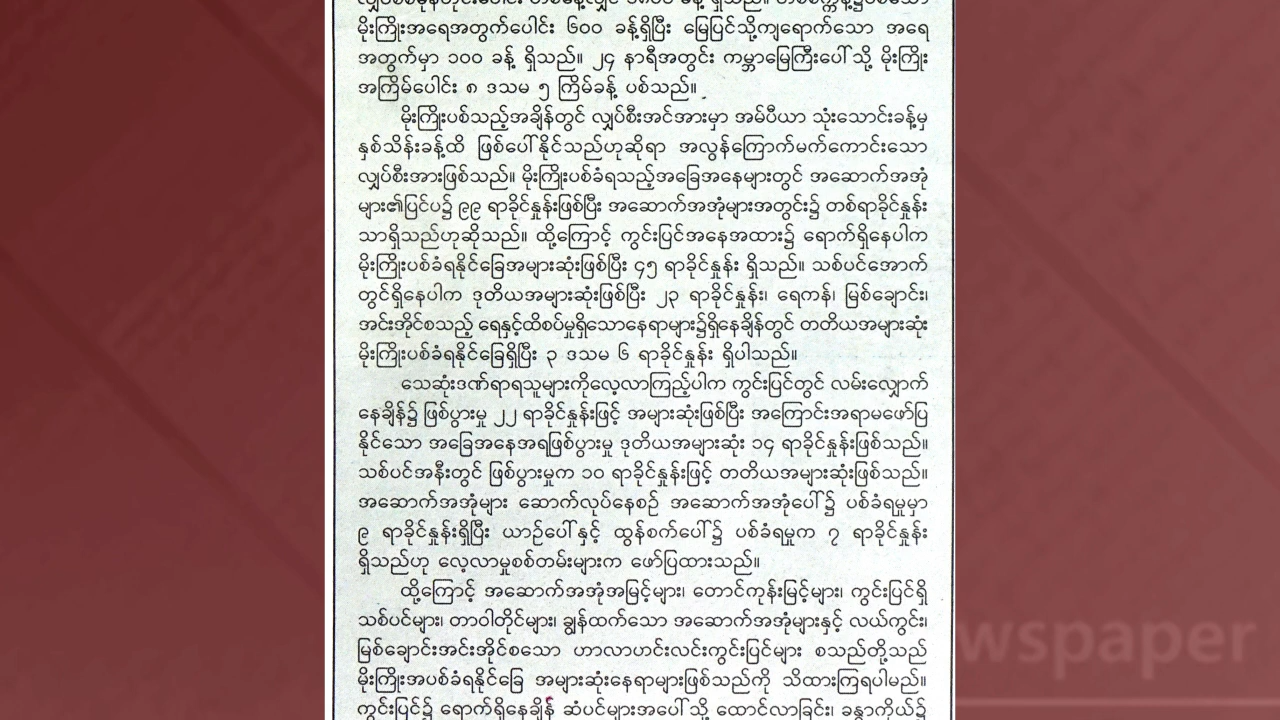 မိုးကြိုးအရေအတွက်ပေါင်း ၆၀၀ ခန့်ရှိပြီး မြေပြင်သို့ကျရောက်သော အရေ
အတွက်မှာ ၁၀၀ ခန့် ရှိသည်။ ၂၄ နာရီအတွင်း ကမ္ဘာမြေကြီးပေါ်သို့ မိုးကြိုး
အကြိမ်ပေါင်း ၈ ဒသမ ၅ ကြိမ်ခန့် ပစ်သည်။
မိုးကြိုးပစ်သည့်အချိန်တွင် လျှပ်စီးအင်အားမှာ အမ်ပီယာ သုံးသောင်းခန့်မှ
နှစ်သိန်းခန့်ထိ ဖြစ်ပေါ်နိုင်သည်ဟုဆိုရာ အလွန်ကြောက်မက်ကောင်းသော
လျှပ်စီးအားဖြစ်သည်။ မိုးကြိုးပစ်ခံရသည့်အခြေအနေများတွင် အဆောက်အအုံ
များ၏ပြင်ပ၌ ၉၉ ရာခိုင်နှုန်းဖြစ်ပြီး အဆောက်အအုံများအတွင်း၌ တစ်ရာခိုင်နှုန်း
သာရှိသည်ဟုဆိုသည်။ ထို့ကြောင့် ကွင်းပြင်အနေအထား၌ ရောက်ရှိနေပါက
မိုးကြိုးပစ်ခံရနိုင်ခြေအများဆုံးဖြစ်ပြီး ၄၅ ရာခိုင်နှုန်း ရှိသည်။ သစ်ပင်အောက်
တွင်ရှိနေပါက ဒုတိယအများဆုံးဖြစ်ပြီး ၂၃ ရာခိုင်နှုန်း၊ ရေကန်၊ မြစ်ချောင်း၊
အင်းအိုင်စသည့် ရေနှင့်ထိစပ်မှုရှိသောနေရာများ၌ရှိနေချိန်တွင် တတိယအများဆုံး
မိုးကြိုးပစ်ခံရနိုင်ခြေရှိပြီး ၃ ဒသမ ၆ ရာခိုင်နှုန်း ရှိပါသည်။
သေဆုံးဒဏ်ရာရသူများကိုလေ့လာကြည့်ပါက ကွင်းပြင်တွင် လမ်းလျှောက်
နေချိန်၌ ဖြစ်ပွားမှု ၂၂ ရာခိုင်နှုန်းဖြင့် အများဆုံးဖြစ်ပြီး အကြောင်းအရာမဖော်ပြ
နိုင်သော အခြေအနေအရဖြစ်ပွားမှု ဒုတိယအများဆုံး ၁၄ ရာခိုင်နှုန်းဖြစ်သည်။
သစ်ပင်အနီးတွင် ဖြစ်ပွားမှုက ၁၀ ရာခိုင်နှုန်းဖြင့် တတိယအများဆုံးဖြစ်သည်။
အဆောက်အအုံများ ဆောက်လုပ်နေစဉ် အဆောက်အအုံပေါ်၌ ပစ်ခံရမှုမှာ
၉ ရာခိုင်နှုန်းရှိပြီး ယာဉ်ပေါ်နှင့် ထွန်စက်ပေါ်၌ ပစ်ခံရမှုက ၇ ရာခိုင်နှုန်း
ရှိသည်ဟု လေ့လာမှုစစ်တမ်းများက ဖော်ပြထားသည်။
ထို့ကြောင့် အဆောက်အအုံအမြင့်များ၊ တောင်ကုန်းမြင့်များ၊ ကွင်းပြင်ရှိ
သစ်ပင်များ၊ တာဝါတိုင်များ၊ ချွန်ထက်သော အဆောက်အအုံများနှင့် လယ်ကွင်း၊
မြစ်ချောင်းအင်းအိုင်စသော ဟာလာဟင်းလင်းကွင်းပြင်များ စသည်တို့သည်
မိုးကြိုးအပစ်ခံရနိုင်ခြေ အများဆုံးနေရာများဖြစ်သည်ကို သိထားကြရပါမည်။
ကွင်းပြင်၌ ရောက်ရှိနေချိန် ဆံပင်များအပေါ်သို့ ထောင်လာခြင်း၊ ခန္ဓာကိုယ်၌
wspaper